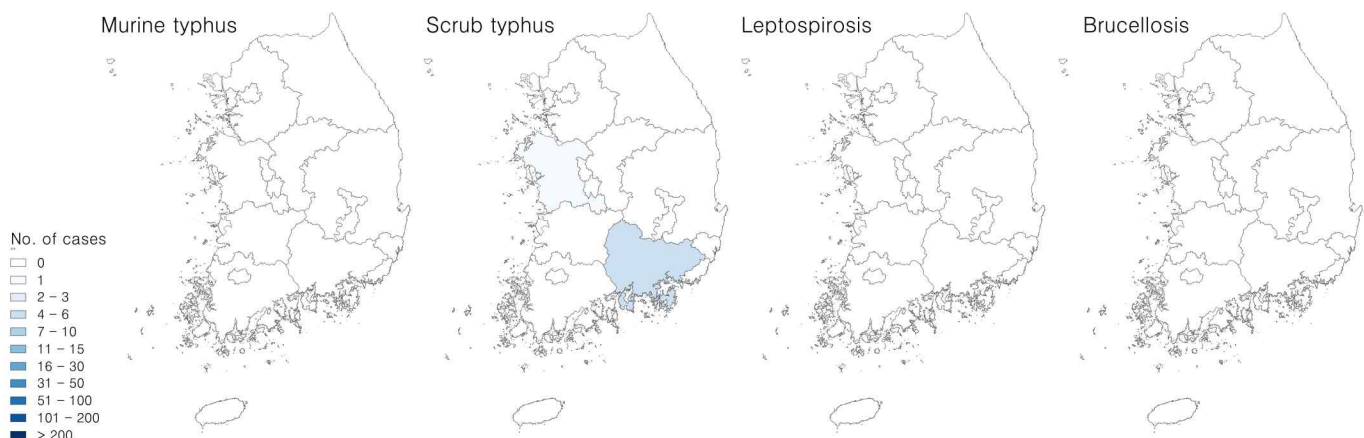 Murine typhus
Scrub typhus
Leptospirosis
Brucellosis
No. of cases
0
1
2 – 3
4 – 6
7 – 10
11 – 15
16 – 30
31 – 50
51 – 100
101 – 200
> 200